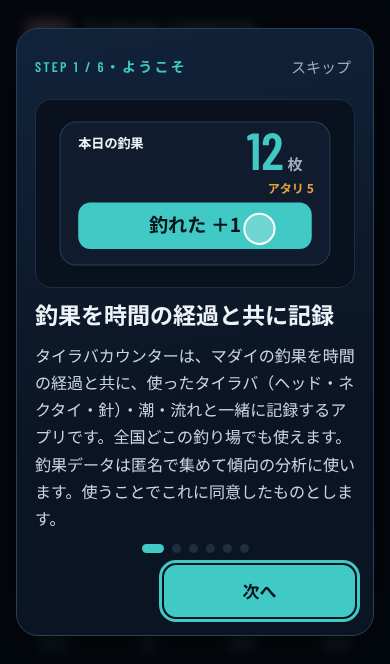 STEP 1 / 6・ようこそ
スキップ
本日の釣果
12 枚
アタリ 5
釣れた +1
釣果を時間の経過と共に記録
タイラバカウンターは、マダイの釣果を時間
の経過と共に、使ったタイラバ（ヘッド・ネ
クタイ・針）・潮・流れと一緒に記録するア
プリです。全国どこの釣り場でも使えます。
釣果データは匿名で集めて傾向の分析に使い
ます。使うことでこれに同意したものとしま
す。
次へ